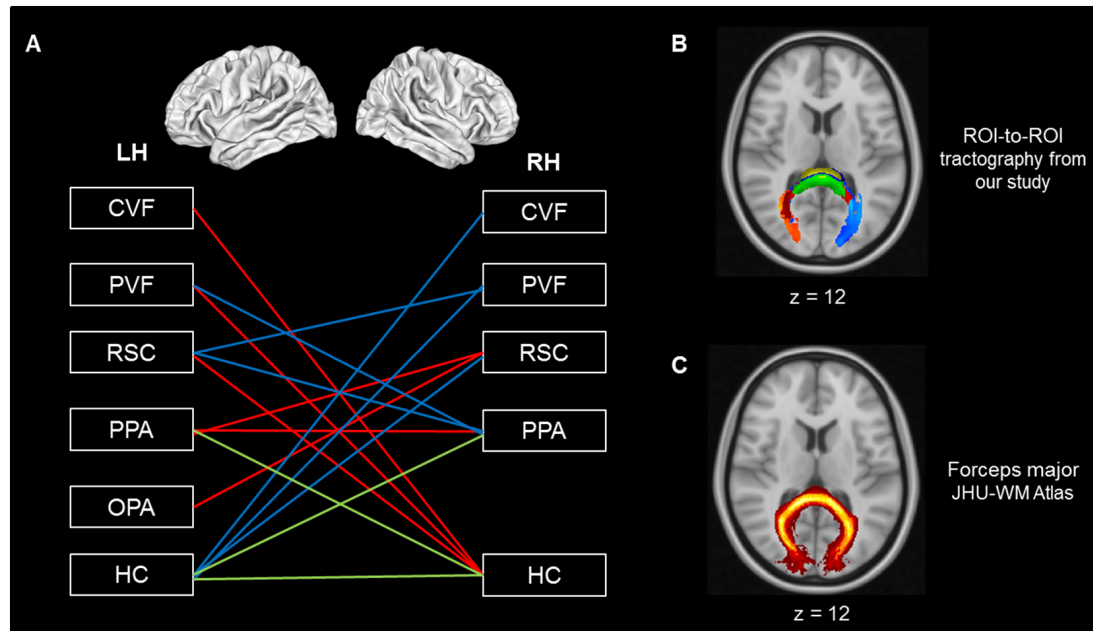 A
LH
RH
CVF
PVF
RSC
PPA
OPA
HC
CVF
PVF
RSC
PPA
HC
B
ROI-to-ROI
tractography from
our study
z = 12
C
Forceps major
JHU-WM Atlas
z = 12